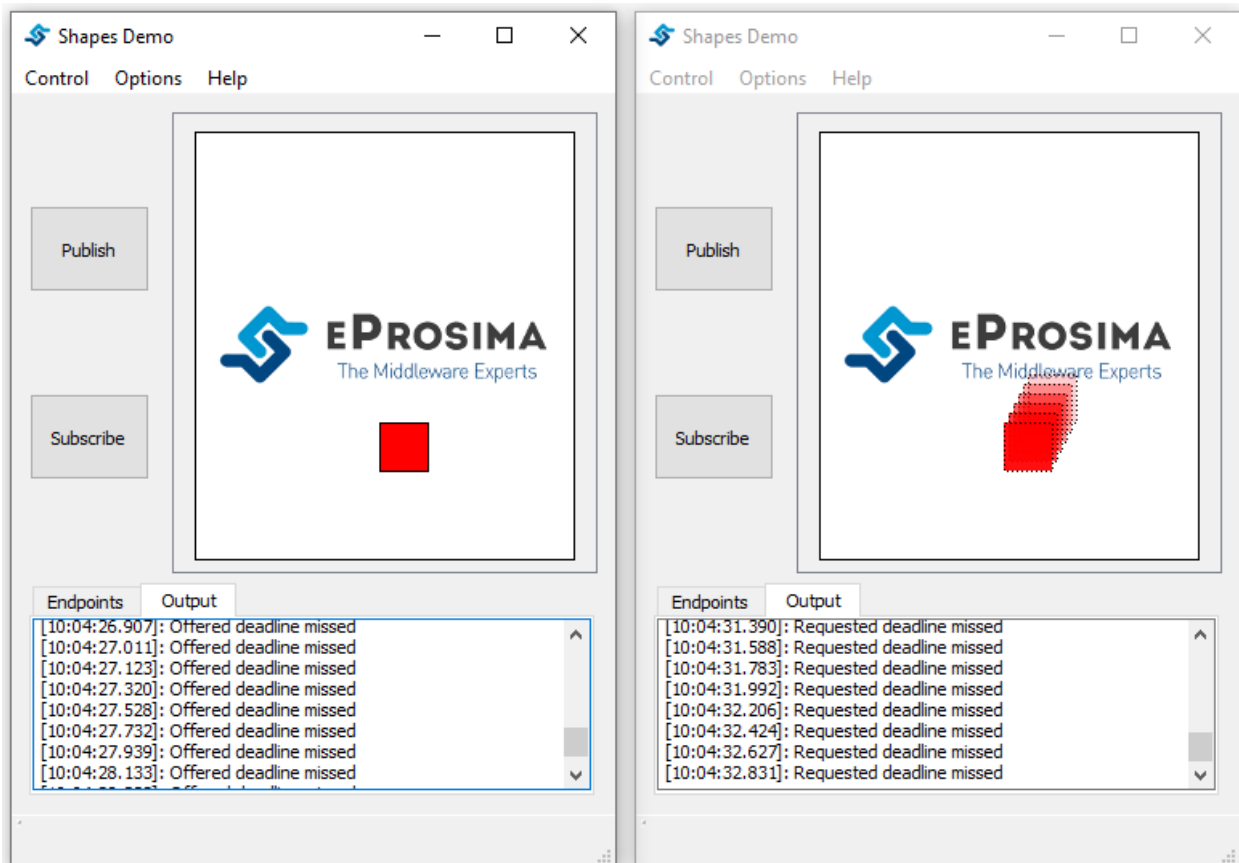 Shapes Demo
Control Options Help
Publish
Subscribe
EPROSIMA
The Middleware Experts
Endpoints Output
[10:04:26.907]: Offered deadline missed
[10:04:27.011]: Offered deadline missed
[10:04:27.123]: Offered deadline missed
[10:04:27.320]: Offered deadline missed
[10:04:27.528]: Offered deadline missed
[10:04:27.732]: Offered deadline missed
[10:04:27.939]: Offered deadline missed
[10:04:28.133]: Offered deadline missed
Shapes Demo
Control Options Help
Publish
Subscribe
EPROSIMA
The Middleware Experts
Endpoints Output
[10:04:31.390]: Requested deadline missed
[10:04:31.588]: Requested deadline missed
[10:04:31.783]: Requested deadline missed
[10:04:31.992]: Requested deadline missed
[10:04:32.206]: Requested deadline missed
[10:04:32.424]: Requested deadline missed
[10:04:32.627]: Requested deadline missed
[10:04:32.831]: Requested deadline missed